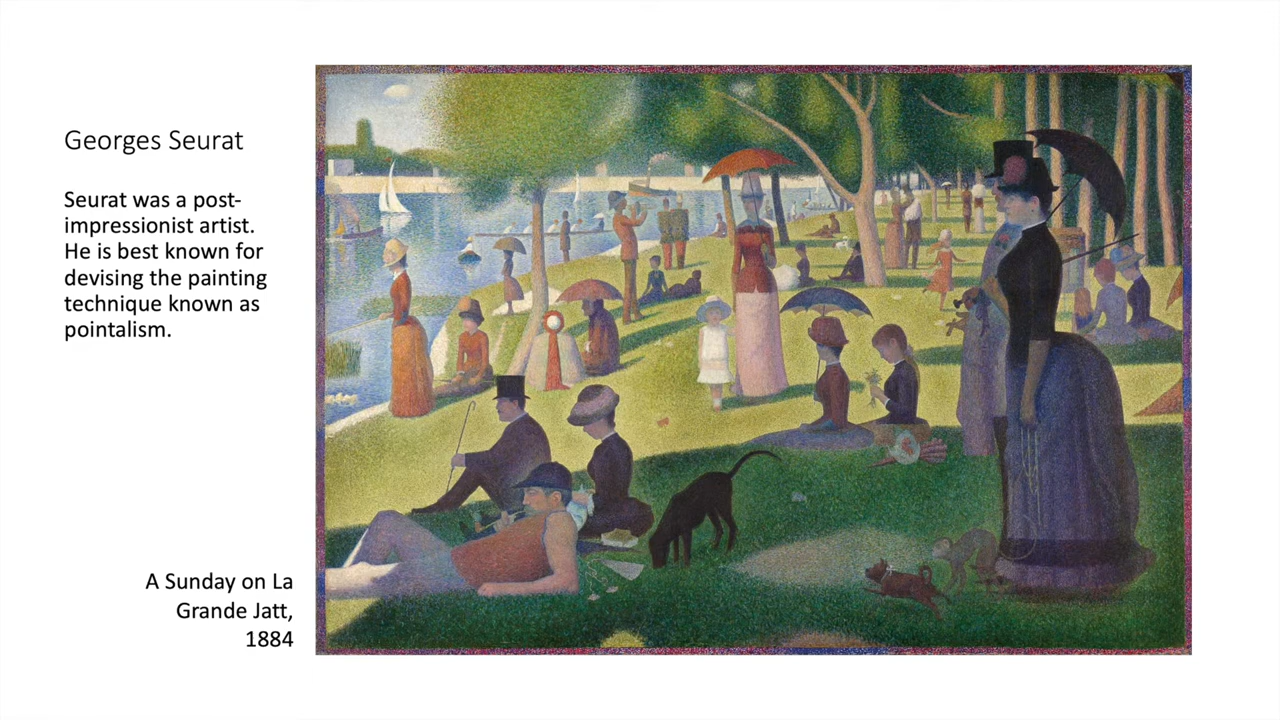 Georges Seurat
Seurat was a post-
impressionist artist.
He is best known for
devising the painting
technique known as
pointalism.
A Sunday on La
Grande Jatt,
1884